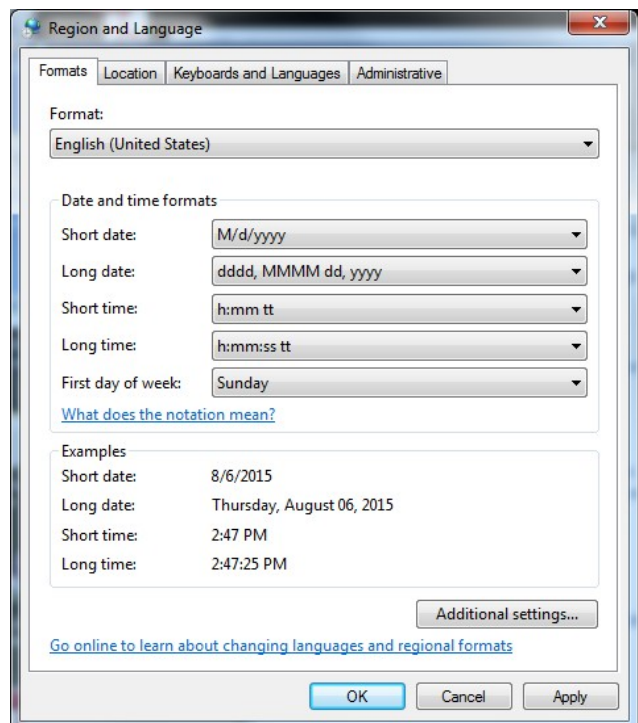 Region and Language
Formats Location Keyboards and Languages Administrative
Format:
English (United States)
Date and time formats
Short date: M/d/yyyy
Long date: dddd, MMMM dd, yyyy
Short time: h:mm tt
Long time: h:mm:ss tt
First day of week: Sunday
What does the notation mean?
Examples
Short date: 8/6/2015
Long date: Thursday, August 06, 2015
Short time: 2:47 PM
Long time: 2:47:25 PM
Additional settings...
Go online to learn about changing languages and regional formats
OK Cancel Apply